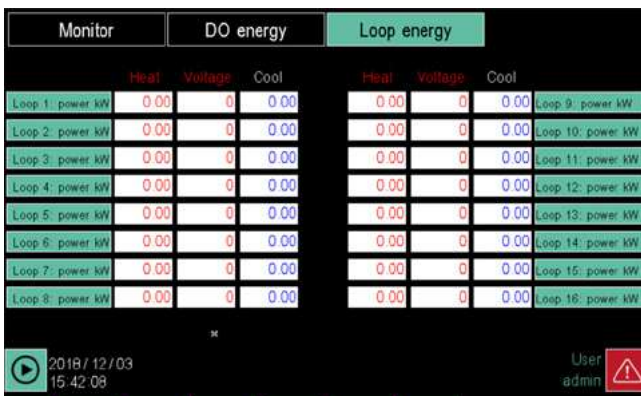 Monitor DO energy Loop energy
Heat Voltage Cool Heat Voltage Cool
Loop 1: power kW 0.00 0 0.00 0.00 0 0.00 Loop 9: power kW
Loop 2: power kW 0.00 0 0.00 0.00 0 0.00 Loop 10: power kW
Loop 3: power kW 0.00 0 0.00 0.00 0 0.00 Loop 11: power kW
Loop 4: power kW 0.00 0 0.00 0.00 0 0.00 Loop 12: power kW
Loop 5: power kW 0.00 0 0.00 0.00 0 0.00 Loop 13: power kW
Loop 6: power kW 0.00 0 0.00 0.00 0 0.00 Loop 14: power kW
Loop 7: power kW 0.00 0 0.00 0.00 0 0.00 Loop 15: power kW
Loop 8: power kW 0.00 0 0.00 0.00 0 0.00 Loop 16: power kW
2018/12/03 User
15:42:08 admin